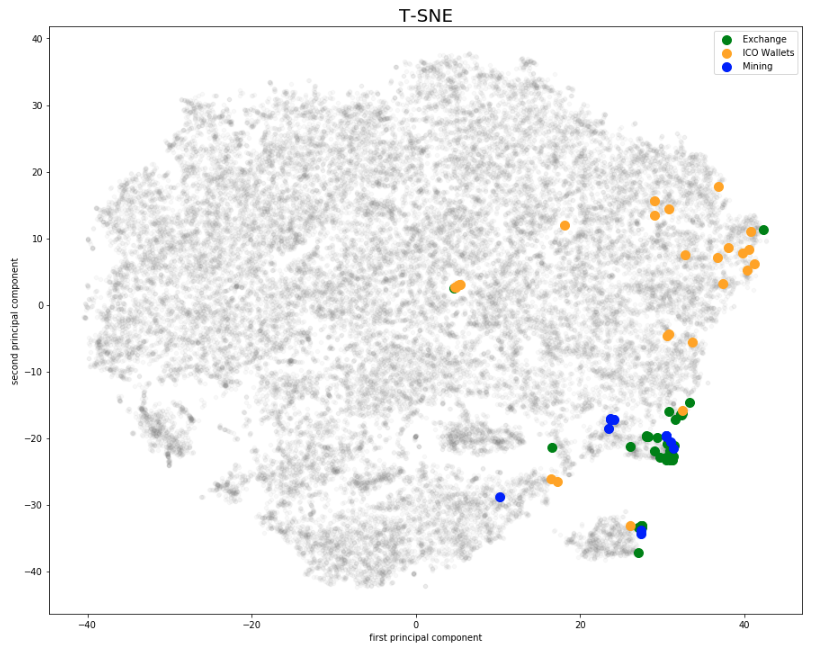 T-SNE
Exchange
ICO Wallets
Mining
second principal component
40
30
20
10
0
−10
−20
−30
−40
−40
−20
0
20
40
first principal component